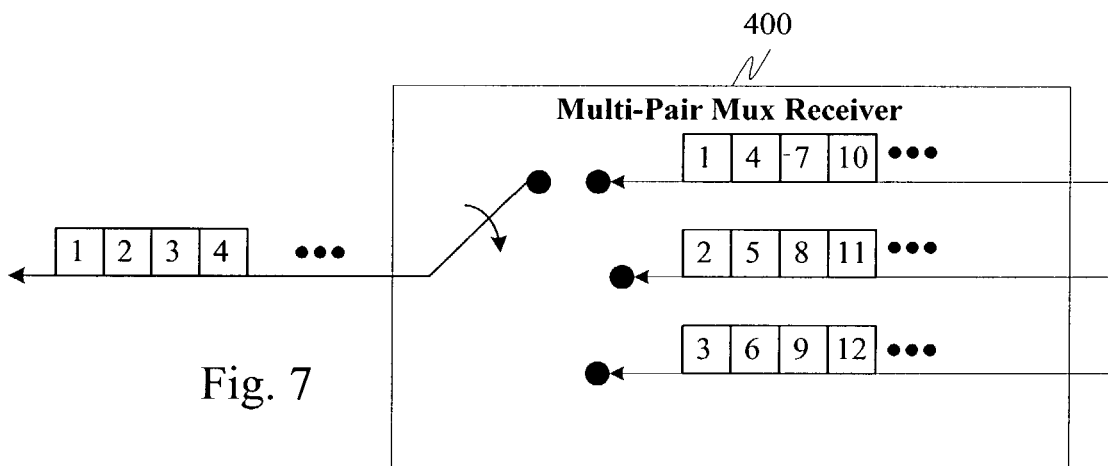 400
Multi-Pair Mux Receiver
1 4 -7 10 •••
1 2 3 4 •••
2 5 8 11 •••
3 6 9 12 •••
Fig. 7